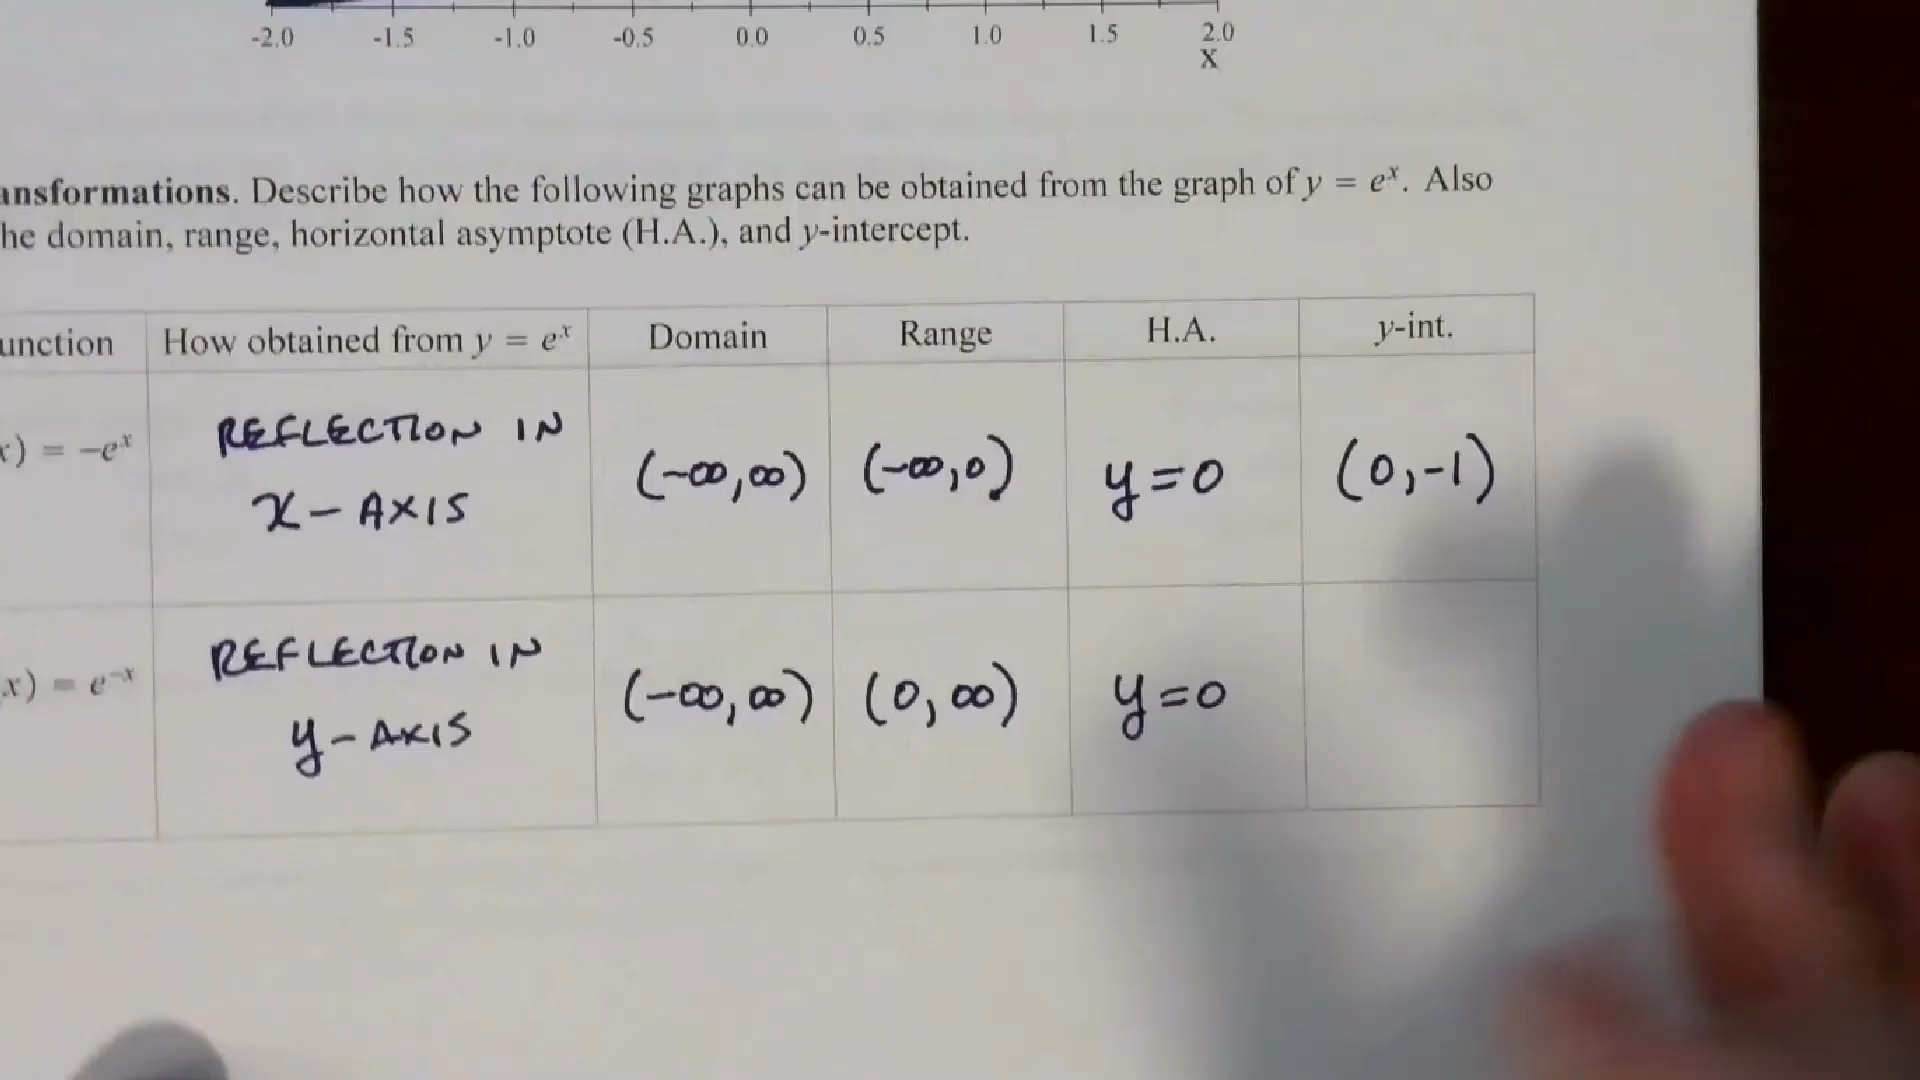 -2.0 -1.5 -1.0 -0.5 0.0 0.5 1.0 1.5 2.0
X
ansformations. Describe how the following graphs can be obtained from the graph of y = eˣ. Also
he domain, range, horizontal asymptote (H.A.), and y-intercept.
unction How obtained from y = eˣ Domain Range H.A. y-int.
x) = -eˣ REFLECTION IN (-∞,∞) (-∞,0) y=0 (0,-1)
x-AXIS
x) = e⁻ˣ REFLECTION IN (-∞,∞) (0,∞) y=0
y-AXIS